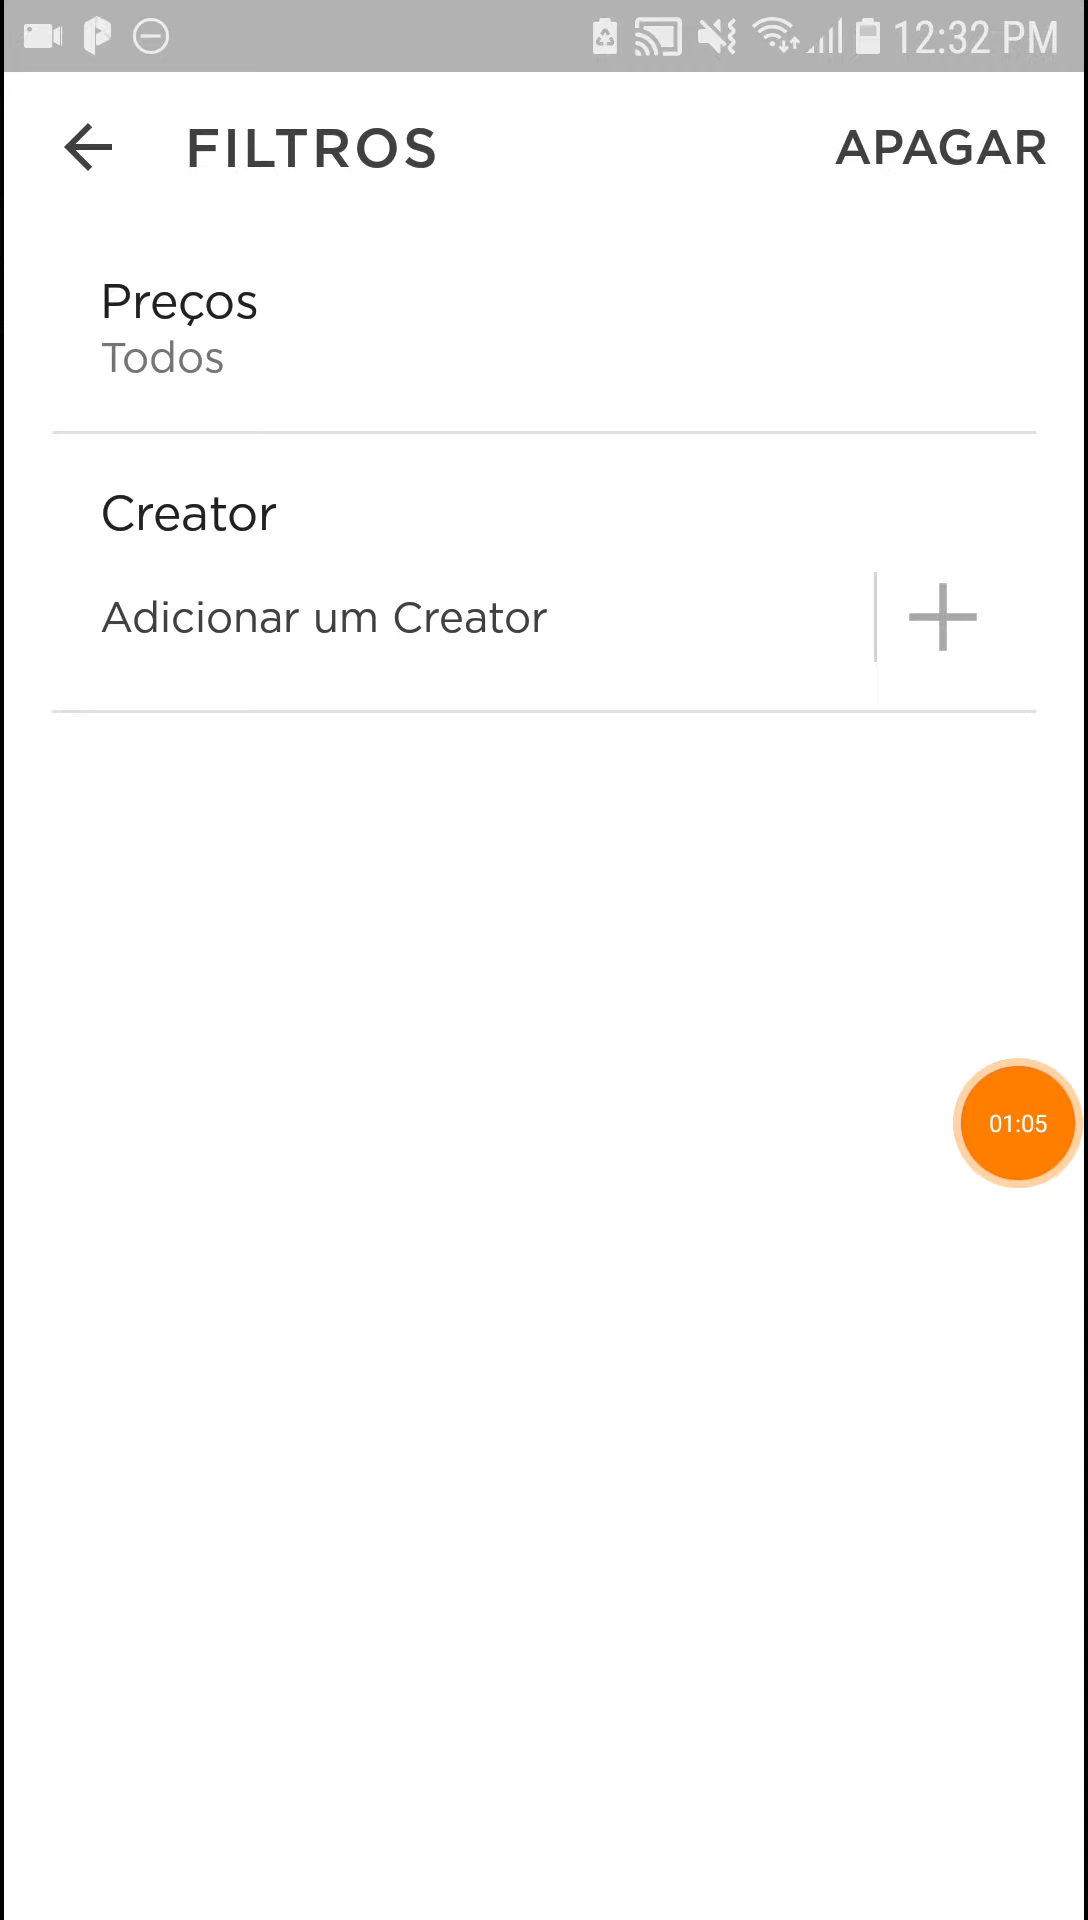 12:32 PM
FILTROS
APAGAR
Preços
Todos
Creator
Adicionar um Creator
01:05